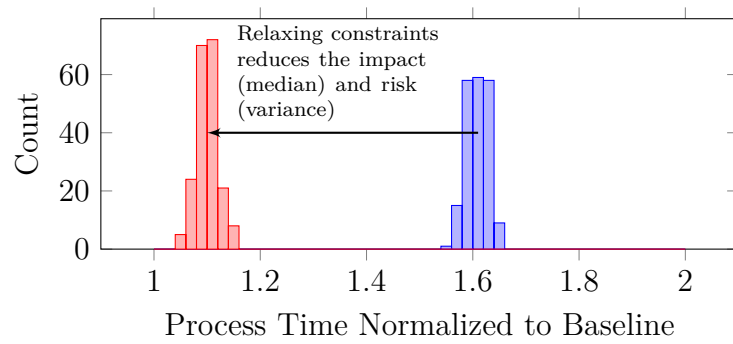 Relaxing constraints
reduces the impact
(median) and risk
(variance)
60
40
20
0
Count
1 1.2 1.4 1.6 1.8 2
Process Time Normalized to Baseline